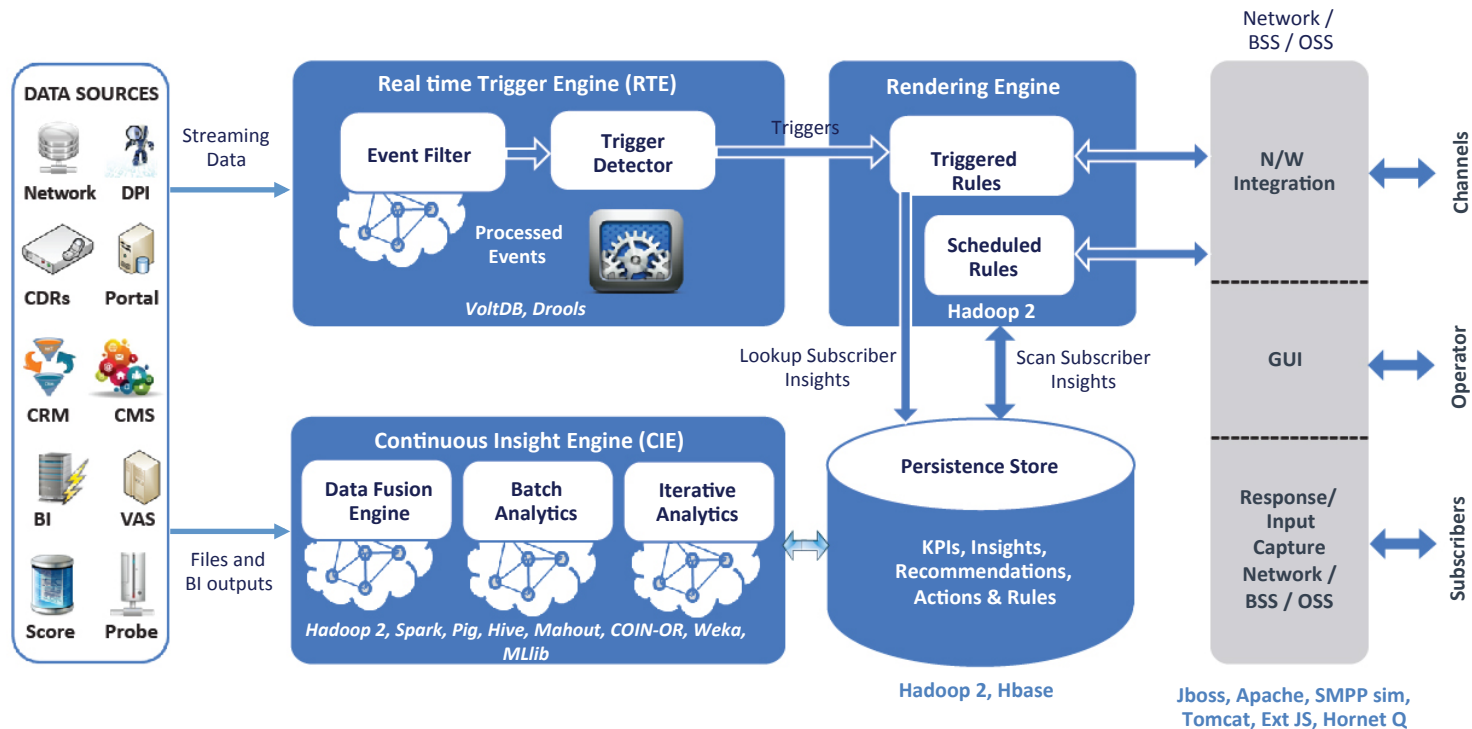 Network /
BSS / OSS
DATA SOURCES
Network DPI
CDRs Portal
CRM CMS
BI VAS
Score Probe
Streaming
Data
Files and
BI outputs
Real time Trigger Engine (RTE)
Event Filter
Trigger
Detector
Processed
Events
VoltDB, Drools
Triggers
Rendering Engine
Triggered
Rules
Scheduled
Rules
Hadoop 2
Lookup Subscriber
Insights
Scan Subscriber
Insights
Continuous Insight Engine (CIE)
Data Fusion
Engine
Batch
Analytics
Iterative
Analytics
Hadoop 2, Spark, Pig, Hive, Mahout, COIN-OR, Weka,
MLlib
Persistence Store
KPIs, Insights,
Recommendations,
Actions & Rules
Hadoop 2, Hbase
N/W
Integration
GUI
Response/
Input
Capture
Network /
BSS / OSS
Channels
Operator
Subscribers
Jboss, Apache, SMPP sim,
Tomcat, Ext JS, Hornet Q